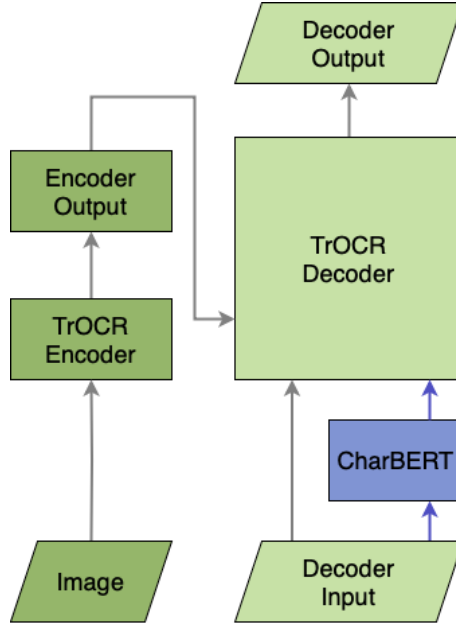 Decoder
Output
Encoder
Output
TrOCR
Decoder
TrOCR
Encoder
CharBERT
Image
Decoder
Input